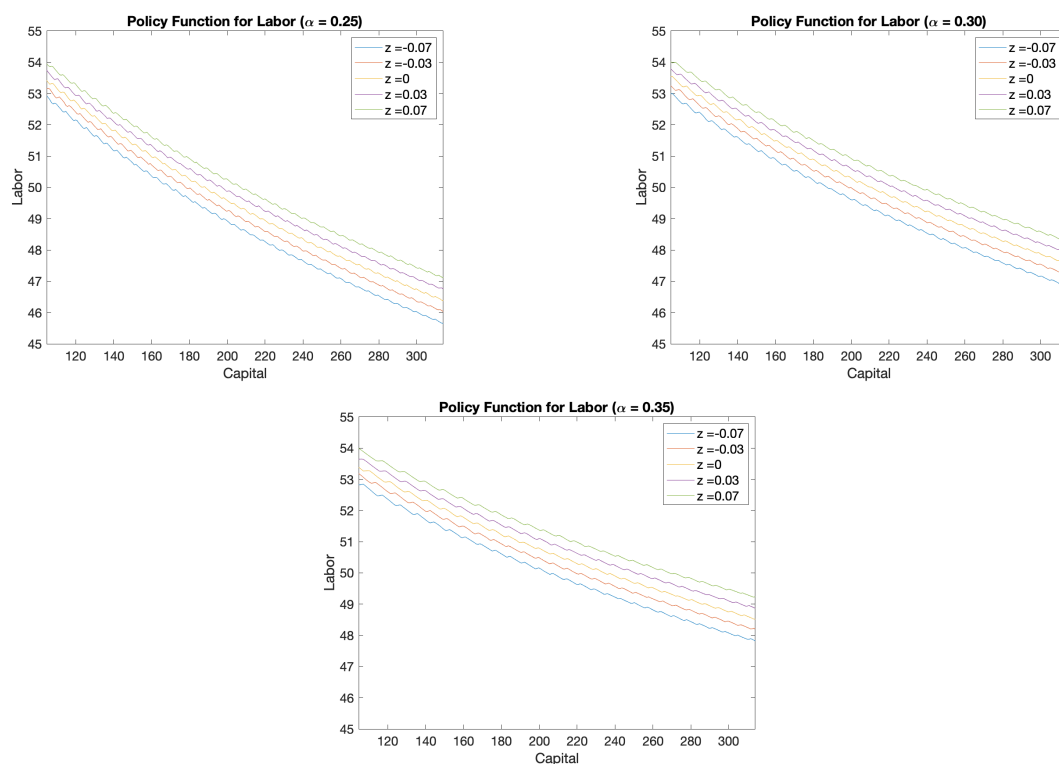 Policy Function for Labor (α = 0.25)
55
54
53
52
51
50
49
48
47
46
45
Labor
z =-0.07
z =-0.03
z =0
z =0.03
z =0.07
120 140 160 180 200 220 240 260 280 300
Capital
Policy Function for Labor (α = 0.30)
55
54
53
52
51
50
49
48
47
46
45
Labor
z =-0.07
z =-0.03
z =0
z =0.03
z =0.07
120 140 160 180 200 220 240 260 280 300
Capital
Policy Function for Labor (α = 0.35)
55
54
53
52
51
50
49
48
47
46
45
Labor
z =-0.07
z =-0.03
z =0
z =0.03
z =0.07
120 140 160 180 200 220 240 260 280 300
Capital